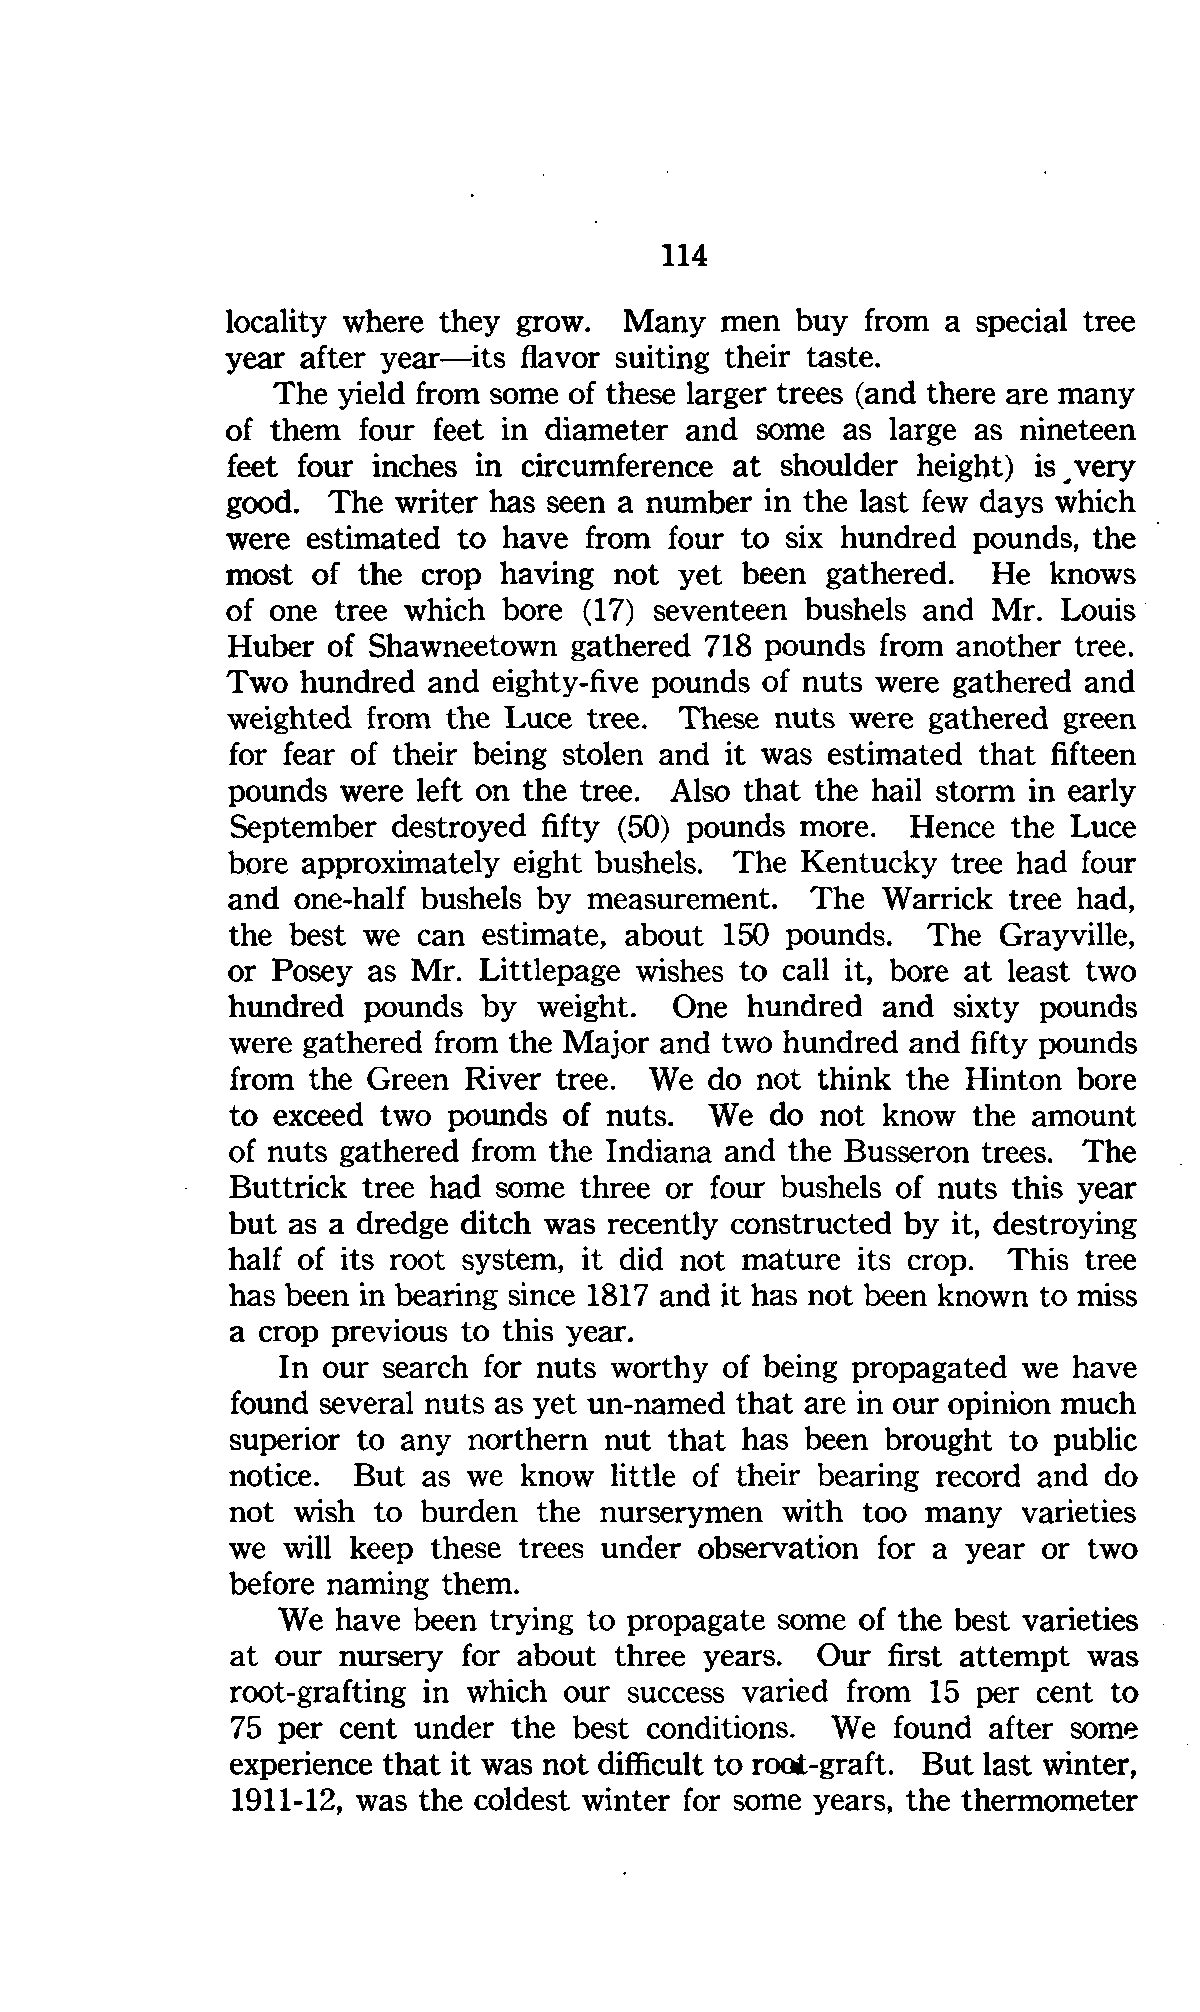 114
locality where they grow. Many men buy from a special tree
year after year—its flavor suiting their taste.
The yield from some of these larger trees (and there are many
of them four feet in diameter and some as large as nineteen
feet four inches in circumference at shoulder height) is very
good. The writer has seen a number in the last few days which
were estimated to have from four to six hundred pounds, the
most of the crop having not yet been gathered. He knows
of one tree which bore (17) seventeen bushels and Mr. Louis
Huber of Shawneetown gathered 718 pounds from another tree.
Two hundred and eighty-five pounds of nuts were gathered and
weighted from the Luce tree. These nuts were gathered green
for fear of their being stolen and it was estimated that fifteen
pounds were left on the tree. Also that the hail storm in early
September destroyed fifty (50) pounds more. Hence the Luce
bore approximately eight bushels. The Kentucky tree had four
and one-half bushels by measurement. The Warrick tree had,
the best we can estimate, about 150 pounds. The Grayville,
or Posey as Mr. Littlepage wishes to call it, bore at least two
hundred pounds by weight. One hundred and sixty pounds
were gathered from the Major and two hundred and fifty pounds
from the Green River tree. We do not think the Hinton bore
to exceed two pounds of nuts. We do not know the amount
of nuts gathered from the Indiana and the Busseron trees. The
Buttrick tree had some three or four bushels of nuts this year
but as a dredge ditch was recently constructed by it, destroying
half of its root system, it did not mature its crop. This tree
has been in bearing since 1817 and it has not been known to miss
a crop previous to this year.
In our search for nuts worthy of being propagated we have
found several nuts as yet un-named that are in our opinion much
superior to any northern nut that has been brought to public
notice. But as we know little of their bearing record and do
not wish to burden the nurserymen with too many varieties
we will keep these trees under observation for a year or two
before naming them.
We have been trying to propagate some of the best varieties
at our nursery for about three years. Our first attempt was
root-grafting in which our success varied from 15 per cent to
75 per cent under the best conditions. We found after some
experience that it was not difficult to root-graft. But last winter,
1911-12, was the coldest winter for some years, the thermometer